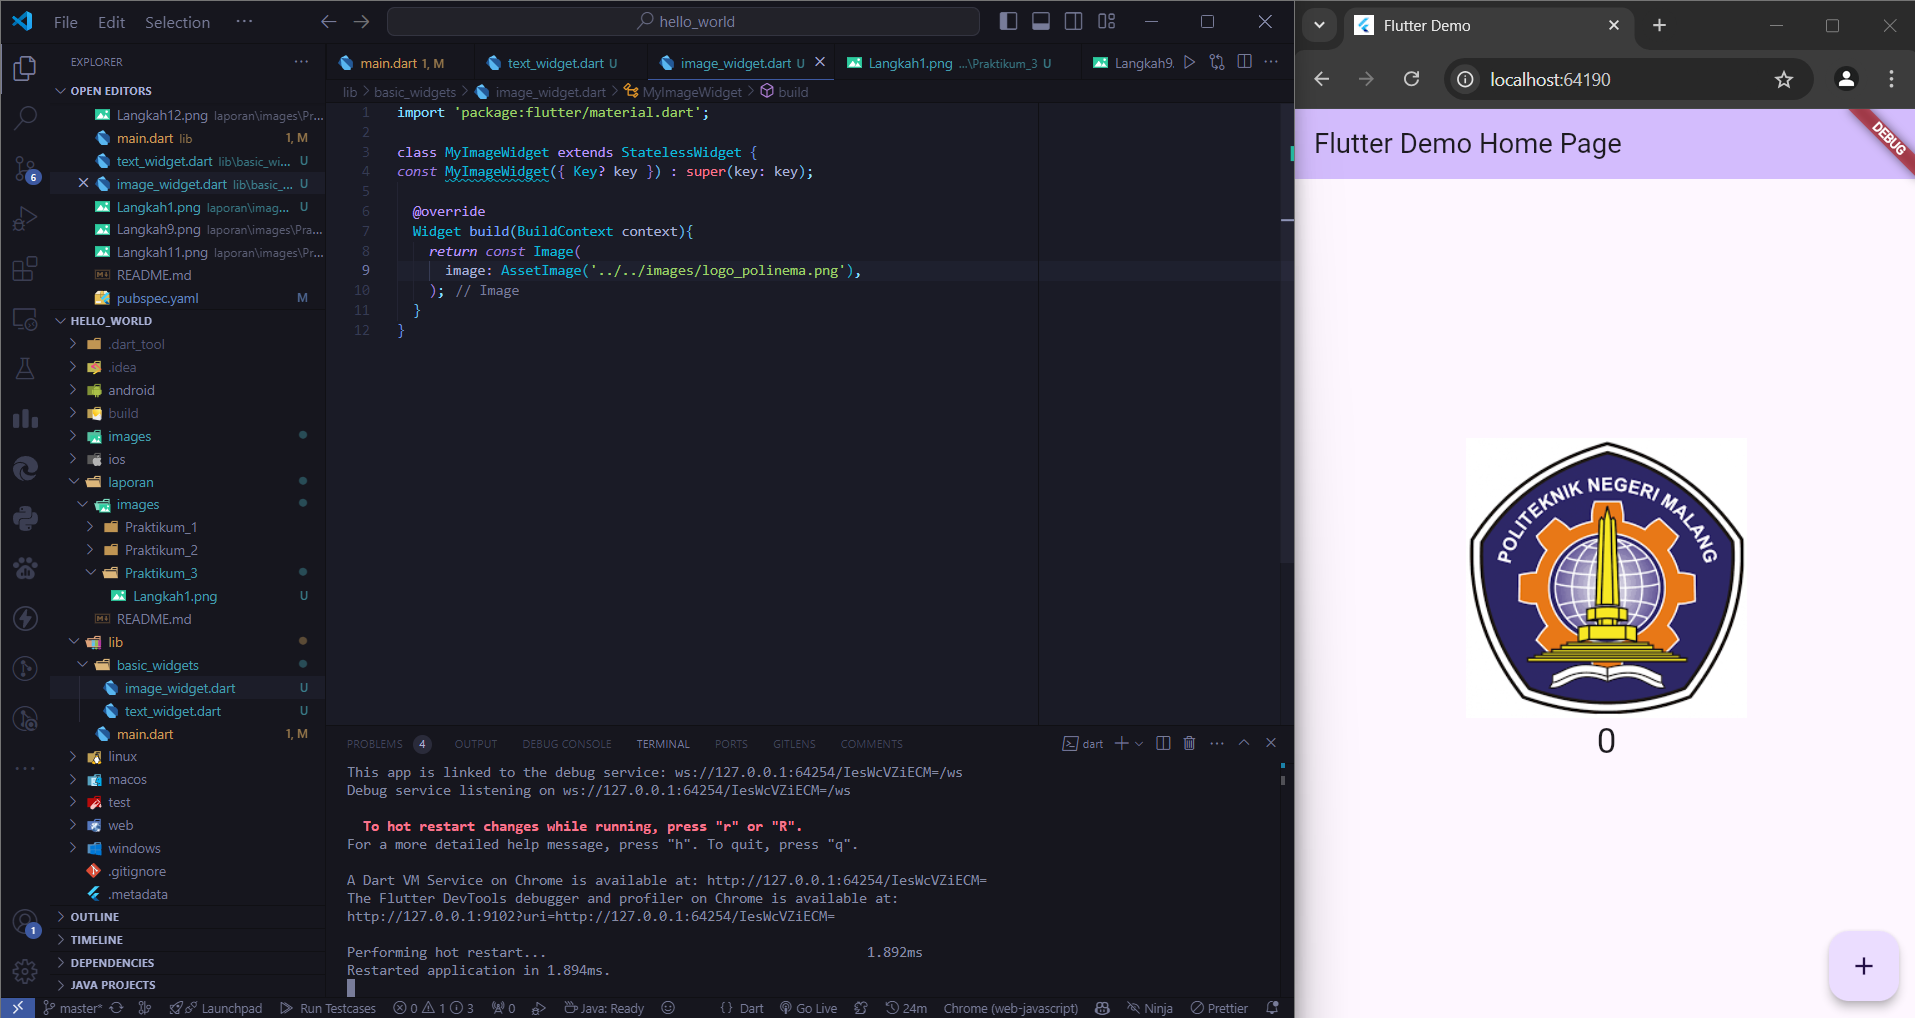 File Edit Selection ··· hello_world
EXPLORER
OPEN EDITORS
Langkah12.png laporan\images\Pr...
main.dart lib 1, M
text_widget.dart lib\basic_wi... U
image_widget.dart lib\basic_... U
Langkah1.png laporan\imag... U
Langkah9.png laporan\images\Pra...
Langkah11.png laporan\images\Pr...
README.md
pubspec.yaml M
HELLO_WORLD
.dart_tool
.idea
android
build
images
ios
laporan
images
Praktikum_1
Praktikum_2
Praktikum_3
Langkah1.png U
README.md
lib
basic_widgets
image_widget.dart U
text_widget.dart U
main.dart 1, M
linux
macos
test
web
windows
.gitignore
.metadata
OUTLINE
TIMELINE
DEPENDENCIES
JAVA PROJECTS
6
1
main.dart 1, M text_widget.dart U image_widget.dart U Langkah1.png ...\Praktikum_3 U Langkah9.
lib > basic_widgets > image_widget.dart > MyImageWidget > build
1 import 'package:flutter/material.dart';
2
3 class MyImageWidget extends StatelessWidget {
4 const MyImageWidget({ Key? key }) : super(key: key);
5
6 @override
7 Widget build(BuildContext context){
8 return const Image(
9 image: AssetImage('../../images/logo_polinema.png'),
10 ); // Image
11 }
12 }
PROBLEMS 4 OUTPUT DEBUG CONSOLE TERMINAL PORTS GITLENS COMMENTS dart
This app is linked to the debug service: ws://127.0.0.1:64254/IesWcVZiECM=/ws
Debug service listening on ws://127.0.0.1:64254/IesWcVZiECM=/ws
To hot restart changes while running, press "r" or "R".
For a more detailed help message, press "h". To quit, press "q".
A Dart VM Service on Chrome is available at: http://127.0.0.1:64254/IesWcVZiECM=
The Flutter DevTools debugger and profiler on Chrome is available at:
http://127.0.0.1:9102?uri=http://127.0.0.1:64254/IesWcVZiECM=
Performing hot restart... 1.892ms
Restarted application in 1.894ms.
master* Launchpad Run Testcases 0 1 3 0 Java: Ready {} Dart Go Live 24m Chrome (web-javascript) Ninja Prettier
Flutter Demo
localhost:64190
Flutter Demo Home Page
DEBUG
POLITEKNIK NEGERI MALANG
0
+